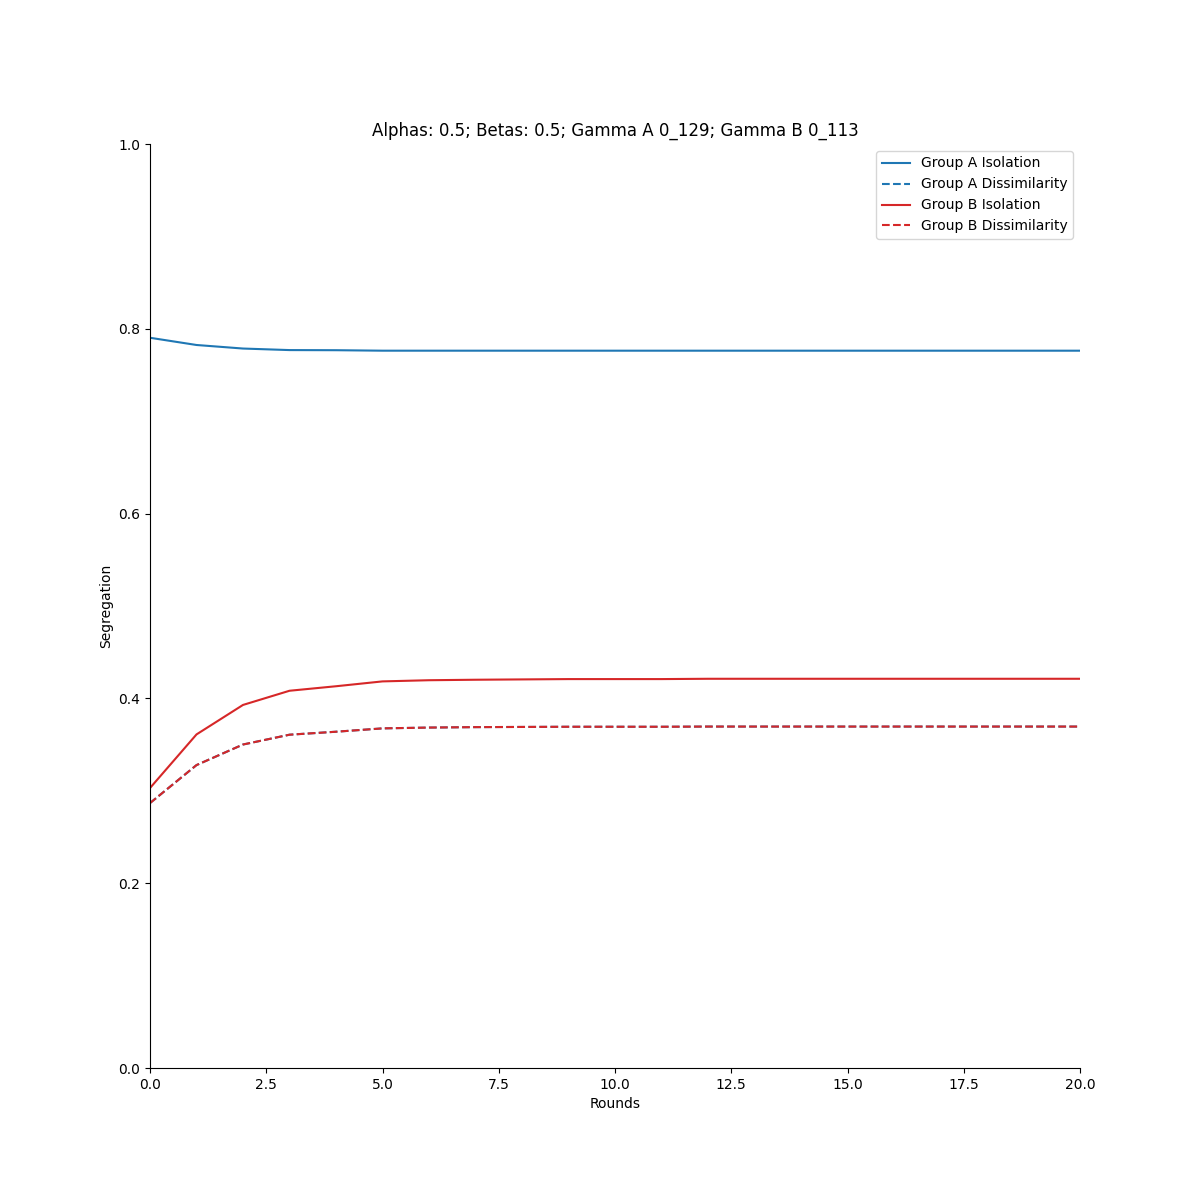 Alphas: 0.5; Betas: 0.5; Gamma A 0_129; Gamma B 0_113
Group A Isolation
Group A Dissimilarity
Group B Isolation
Group B Dissimilarity
Segregation
1.0
0.8
0.6
0.4
0.2
0.0
0.0 2.5 5.0 7.5 10.0 12.5 15.0 17.5 20.0
Rounds